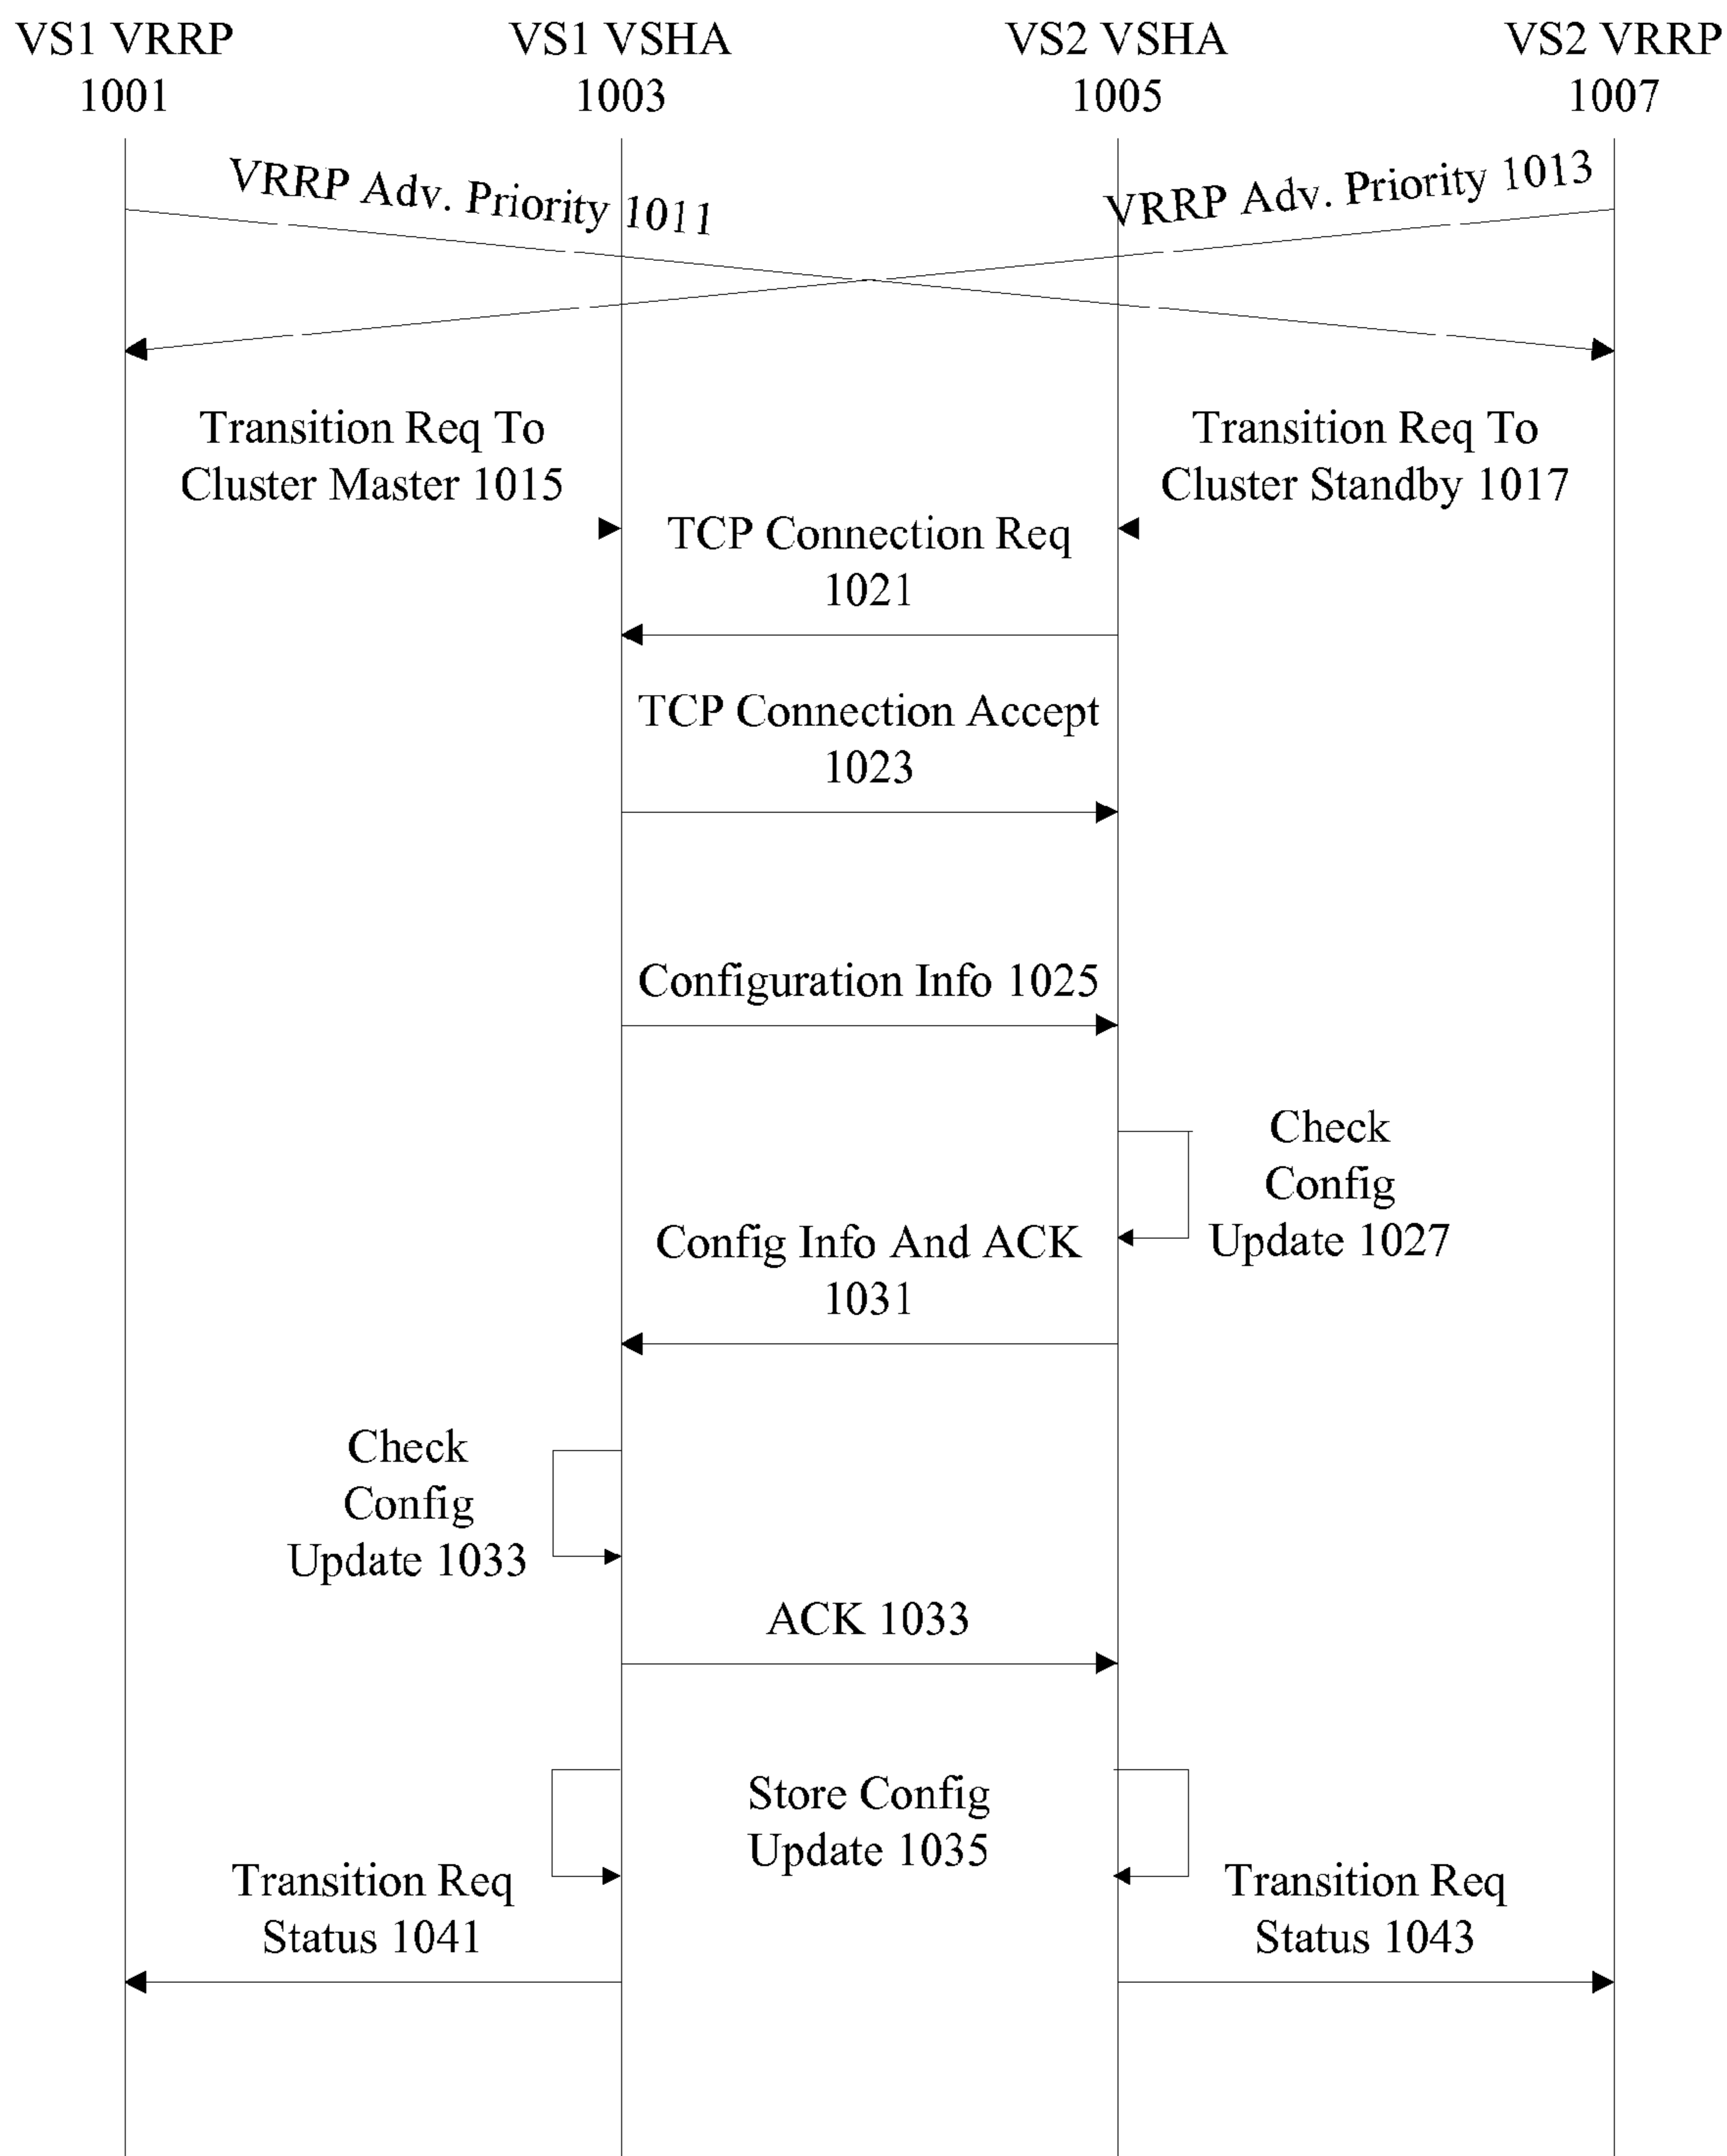 VS1 VRRP
1001
VS1 VSHA
1003
VS2 VSHA
1005
VS2 VRRP
1007
VRRP Adv. Priority 1011
VRRP Adv. Priority 1013
Transition Req To
Cluster Master 1015
Transition Req To
Cluster Standby 1017
TCP Connection Req
1021
TCP Connection Accept
1023
Configuration Info 1025
Check
Config
Update 1027
Config Info And ACK
1031
Check
Config
Update 1033
ACK 1033
Store Config
Update 1035
Transition Req
Status 1041
Transition Req
Status 1043